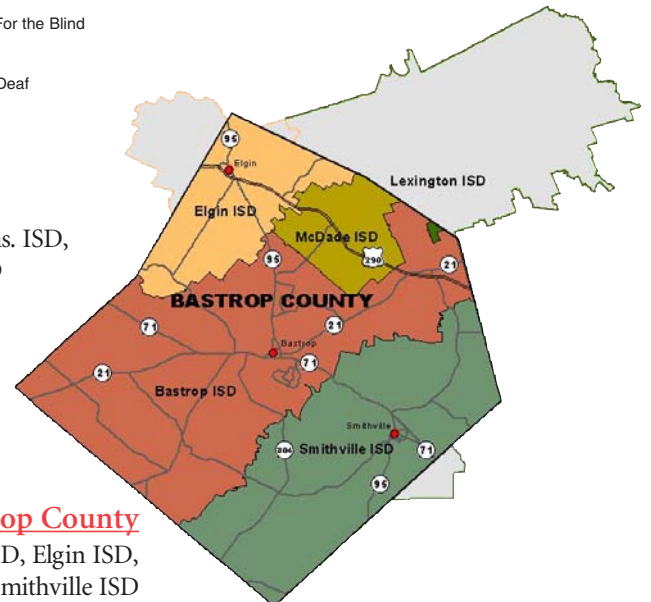 For the Blind
Deaf
95
Elgin
Lexington ISD
Elgin ISD
McDade ISD
s. ISD,
95
290
21
BASTROP COUNTY
71
21
Bastrop
71
21
Bastrop ISD
Smithville
304
Smithville ISD
71
95
op County
D, Elgin ISD,
mithville ISD